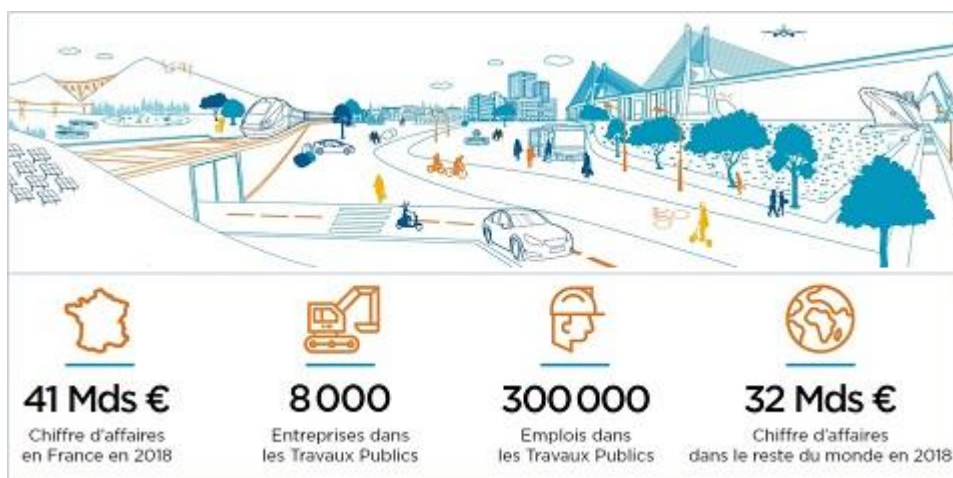 41 Mds €
Chiffre d'affaires
en France en 2018
8 000
Entreprises dans
les Travaux Publics
300 000
Emplois dans
les Travaux Publics
32 Mds €
Chiffre d'affaires
dans le reste du monde en 2018